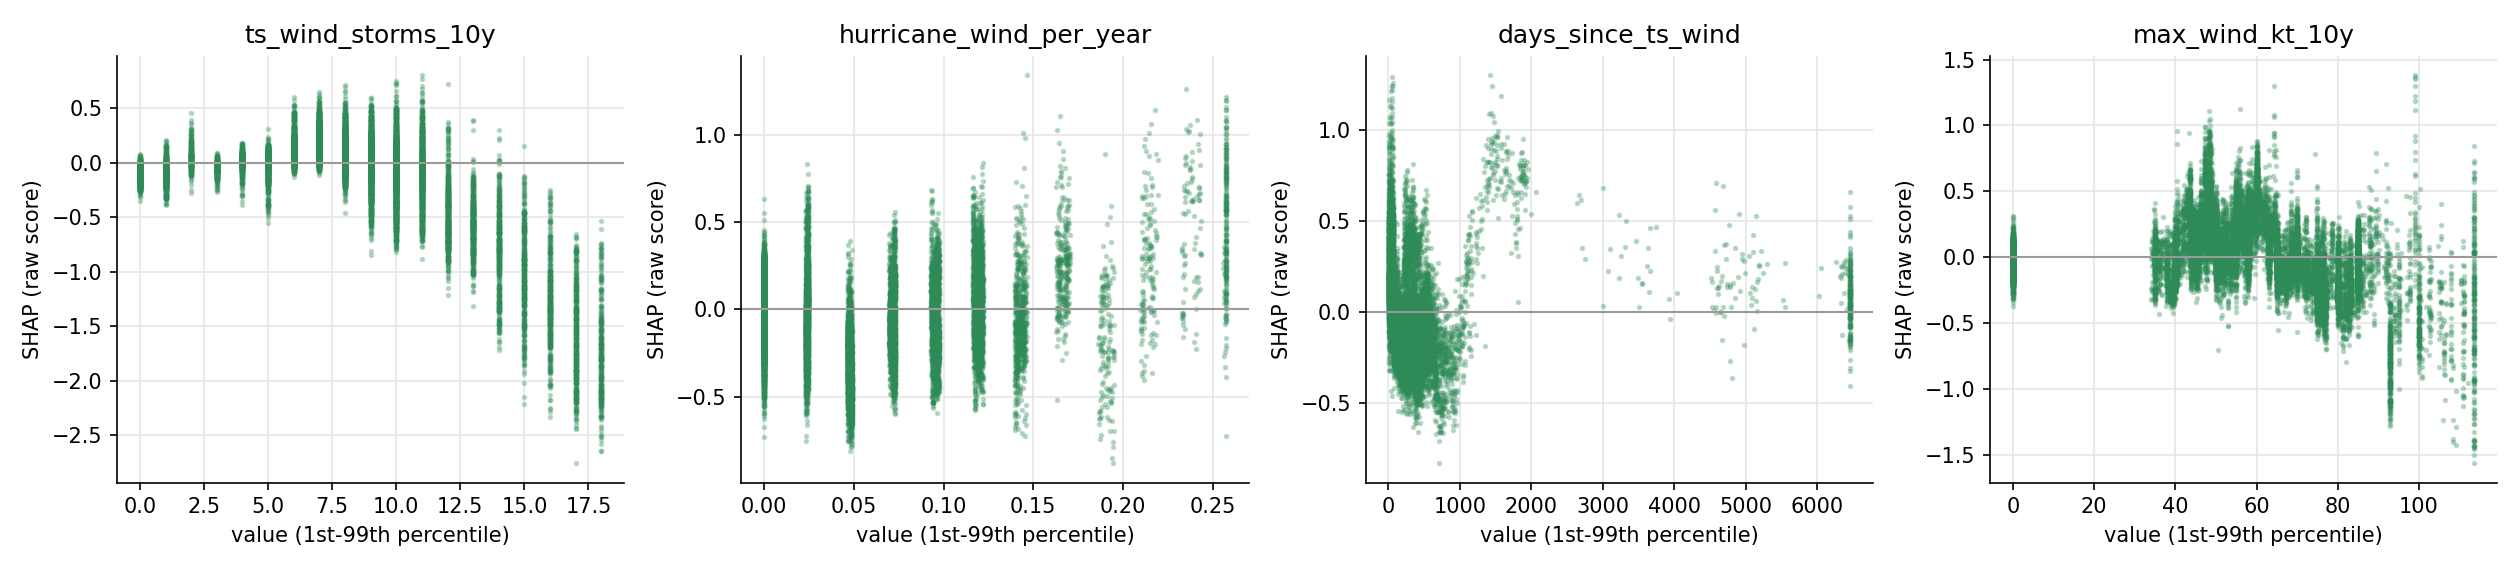 ts_wind_storms_10y
SHAP (raw score)
0.5
0.0
−0.5
−1.0
−1.5
−2.0
−2.5
0.0 2.5 5.0 7.5 10.0 12.5 15.0 17.5
value (1st-99th percentile)
hurricane_wind_per_year
SHAP (raw score)
1.0
0.5
0.0
−0.5
0.00 0.05 0.10 0.15 0.20 0.25
value (1st-99th percentile)
days_since_ts_wind
SHAP (raw score)
1.0
0.5
0.0
−0.5
0 1000 2000 3000 4000 5000 6000
value (1st-99th percentile)
max_wind_kt_10y
SHAP (raw score)
1.5
1.0
0.5
0.0
−0.5
−1.0
−1.5
0 20 40 60 80 100
value (1st-99th percentile)